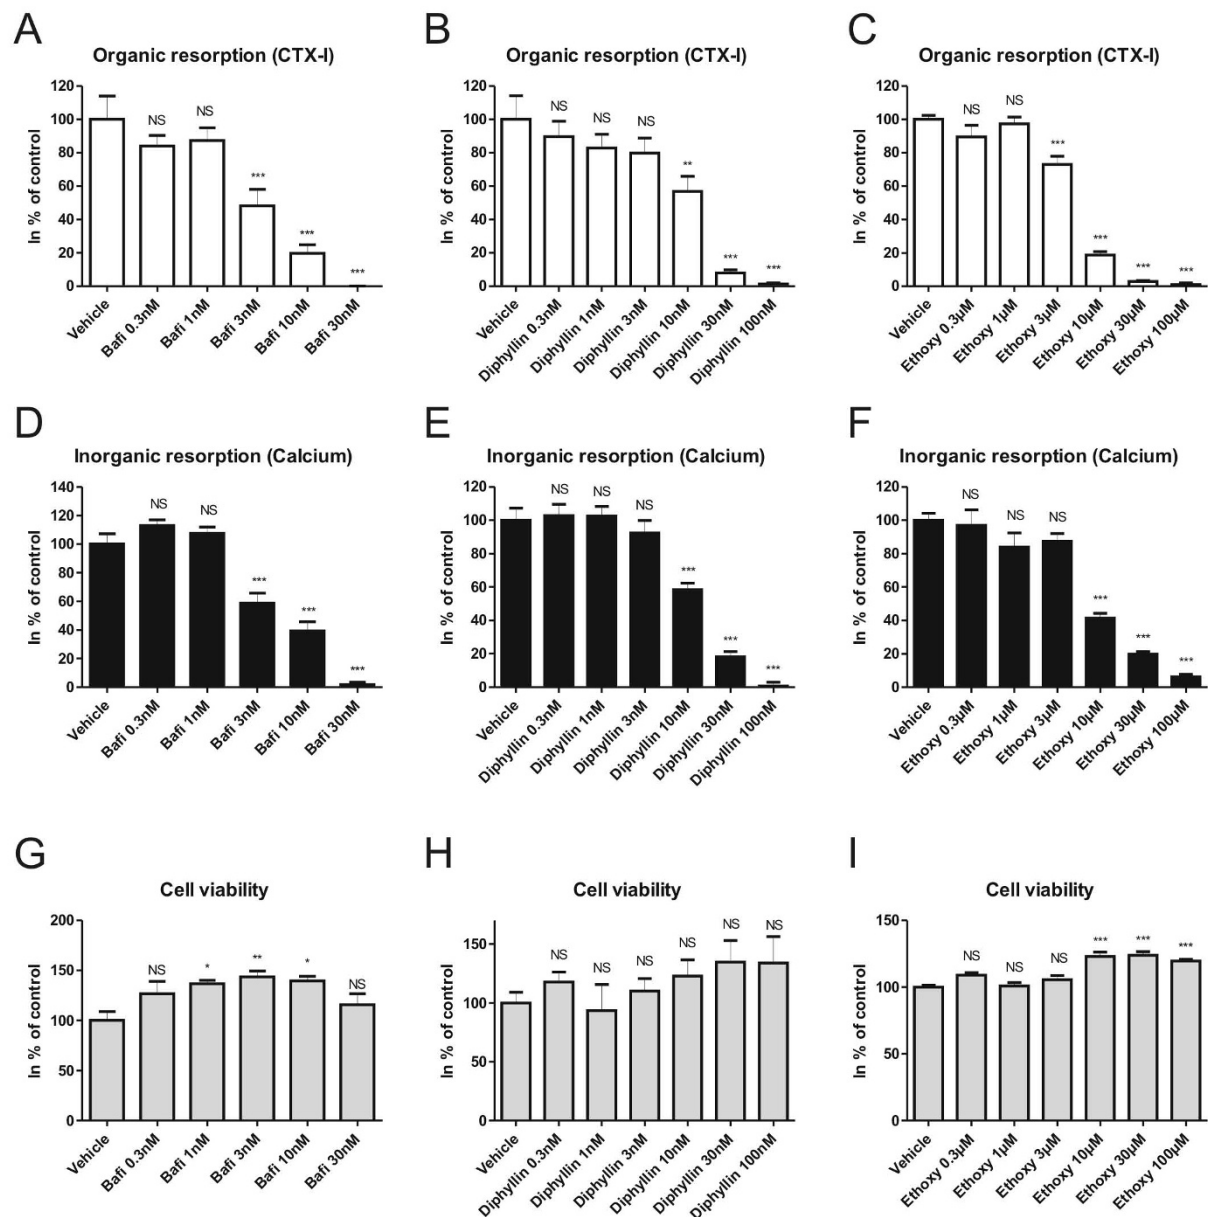 A
Organic resorption (CTX-I)
In % of control
120
100
80
60
40
20
0
NS
NS
***
***
***
Vehicle
Bafi 0.3nM
Bafi 1nM
Bafi 3nM
Bafi 10nM
Bafi 30nM
B
Organic resorption (CTX-I)
In % of control
120
100
80
60
40
20
0
NS
NS
NS
**
***
***
Vehicle
Diphyllin 0.3nM
Diphyllin 1nM
Diphyllin 3nM
Diphyllin 10nM
Diphyllin 30nM
Diphyllin 100nM
C
Organic resorption (CTX-I)
In % of control
120
100
80
60
40
20
0
NS
NS
***
***
***
***
Vehicle
Ethoxy 0.3µM
Ethoxy 1µM
Ethoxy 3µM
Ethoxy 10µM
Ethoxy 30µM
Ethoxy 100µM
D
Inorganic resorption (Calcium)
In % of control
140
120
100
80
60
40
20
0
NS
NS
***
***
***
Vehicle
Bafi 0.3nM
Bafi 1nM
Bafi 3nM
Bafi 10nM
Bafi 30nM
E
Inorganic resorption (Calcium)
In % of control
120
100
80
60
40
20
0
NS
NS
NS
***
***
***
Vehicle
Diphyllin 0.3nM
Diphyllin 1nM
Diphyllin 3nM
Diphyllin 10nM
Diphyllin 30nM
Diphyllin 100nM
F
Inorganic resorption (Calcium)
In % of control
120
100
80
60
40
20
0
NS
NS
NS
***
***
***
Vehicle
Ethoxy 0.3µM
Ethoxy 1µM
Ethoxy 3µM
Ethoxy 10µM
Ethoxy 30µM
Ethoxy 100µM
G
Cell viability
In % of control
200
150
100
50
0
NS
*
**
*
NS
Vehicle
Bafi 0.3nM
Bafi 1nM
Bafi 3nM
Bafi 10nM
Bafi 30nM
H
Cell viability
In % of control
150
100
50
0
NS
NS
NS
NS
NS
NS
Vehicle
Diphyllin 0.3nM
Diphyllin 1nM
Diphyllin 3nM
Diphyllin 10nM
Diphyllin 30nM
Diphyllin 100nM
I
Cell viability
In % of control
150
100
50
0
NS
NS
NS
***
***
***
Vehicle
Ethoxy 0.3µM
Ethoxy 1µM
Ethoxy 3µM
Ethoxy 10µM
Ethoxy 30µM
Ethoxy 100µM